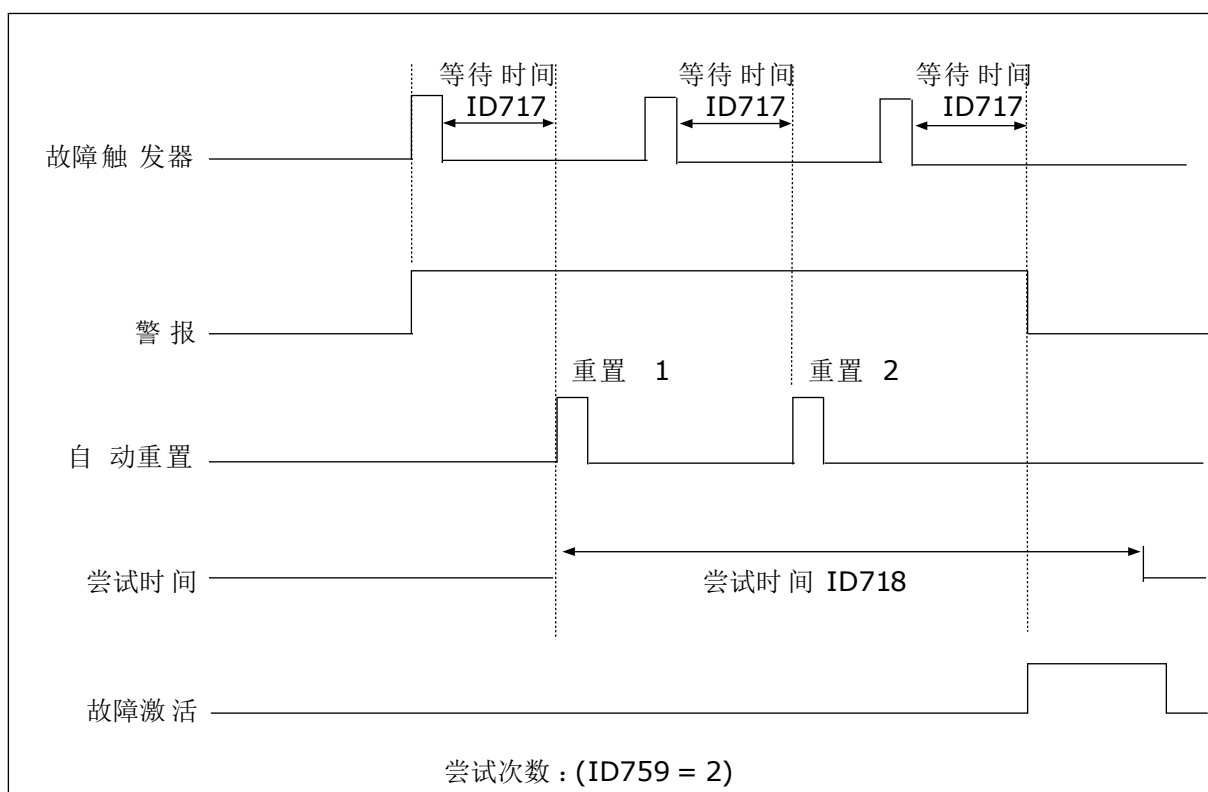 等待时间 等待时间 等待时间
ID717 ID717 ID717
故障触发器
警报
重置 1 重置 2
自动重置
尝试时间
尝试时间 ID718
故障激活
尝试次数：(ID759 = 2)